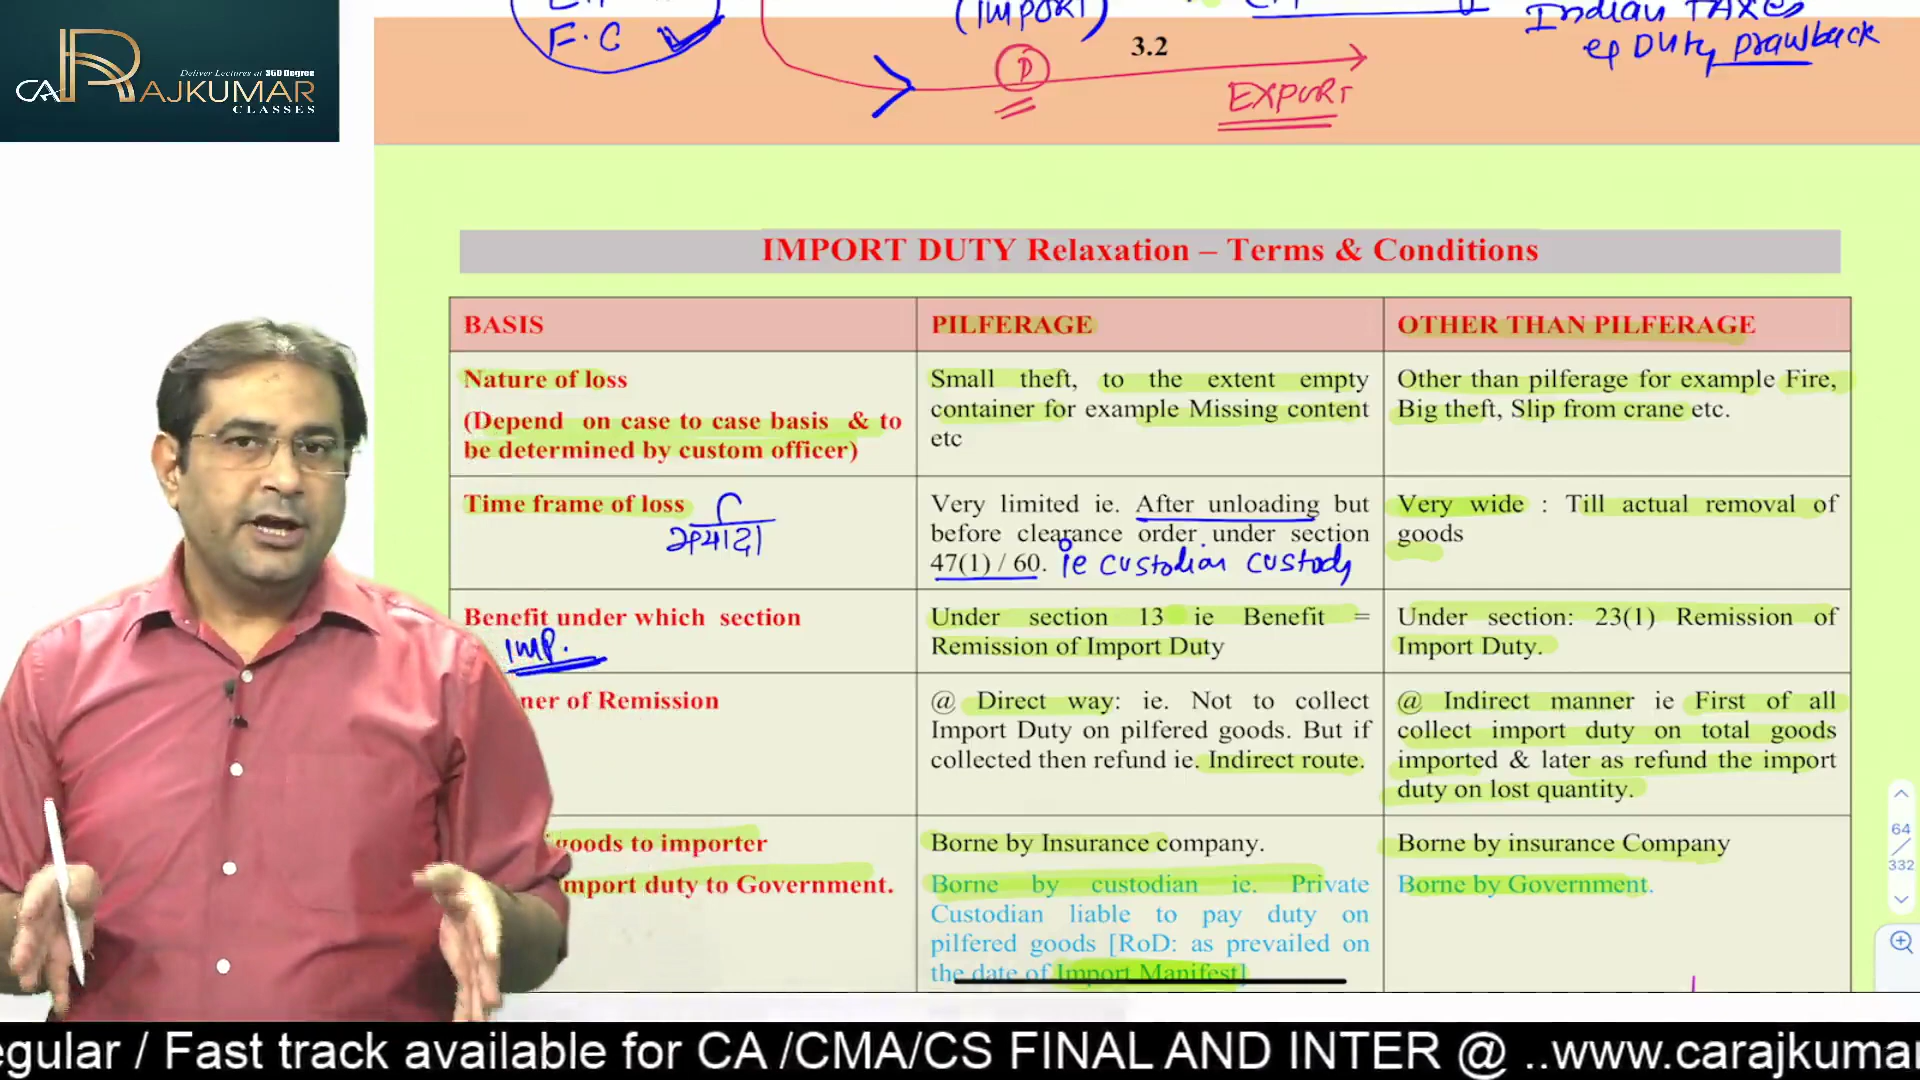 F.C
(IMPORT)
Indian TAXES
eg Duty Drawback
3.2
D
EXPORT
Deliver Lectures at 360 Degree
CA RAJKUMAR
CLASSES
IMPORT DUTY Relaxation – Terms & Conditions
BASIS
PILFERAGE
OTHER THAN PILFERAGE
Nature of loss
(Depend on case to case basis & to
be determined by custom officer)
Small theft, to the extent empty
container for example Missing content
etc
Other than pilferage for example Fire,
Big theft, Slip from crane etc.
Time frame of loss
Very limited ie. After unloading but
before clearance order under section
47(1) / 60. ie custodian custody
Very wide : Till actual removal of
goods
Benefit under which section
IMP.
Under section 13 ie Benefit =
Remission of Import Duty
Under section: 23(1) Remission of
Import Duty.
ner of Remission
@ Direct way: ie. Not to collect
Import Duty on pilfered goods. But if
collected then refund ie. Indirect route.
@ Indirect manner ie First of all
collect import duty on total goods
imported & later as refund the import
duty on lost quantity.
goods to importer
mport duty to Government.
Borne by Insurance company.
Borne by custodian ie. Private
Custodian liable to pay duty on
pilfered goods [RoD: as prevailed on
the date of Import Manifest]
Borne by insurance Company
Borne by Government.
64
/
332
egular / Fast track available for CA /CMA/CS FINAL AND INTER @ ..www.carajkumar